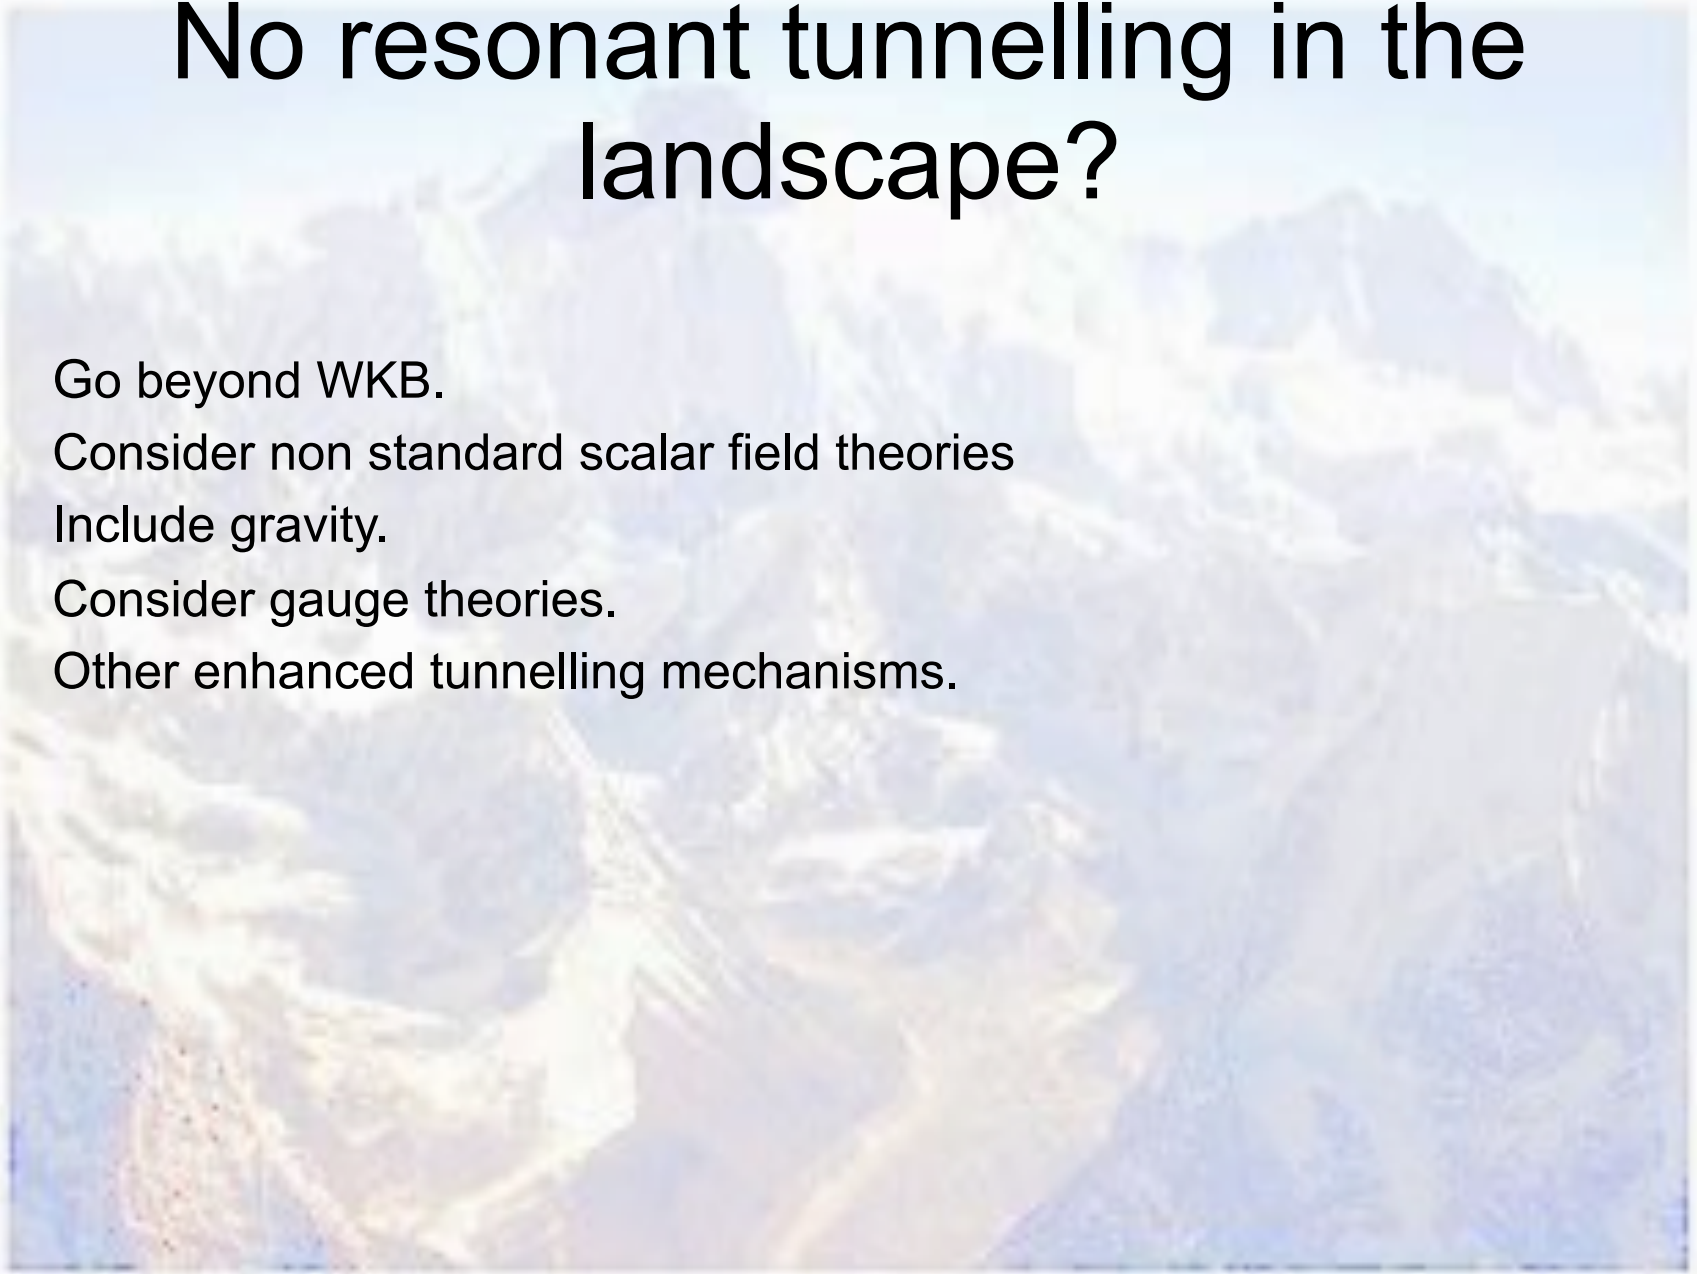 No resonant tunnelling in the
landscape?
Go beyond WKB.
Consider non standard scalar field theories
Include gravity.
Consider gauge theories.
Other enhanced tunnelling mechanisms.